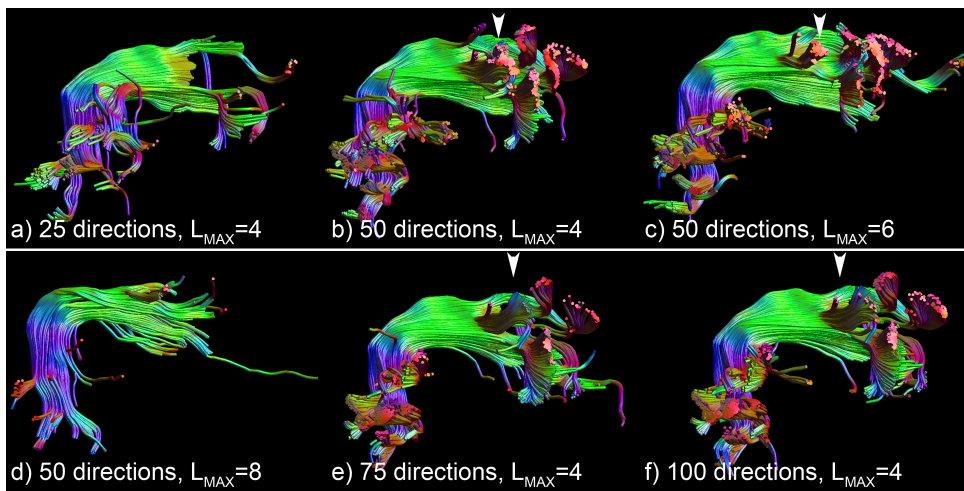 a) 25 directions, LMAX=4
b) 50 directions, LMAX=4
c) 50 directions, LMAX=6
d) 50 directions, LMAX=8
e) 75 directions, LMAX=4
f) 100 directions, LMAX=4